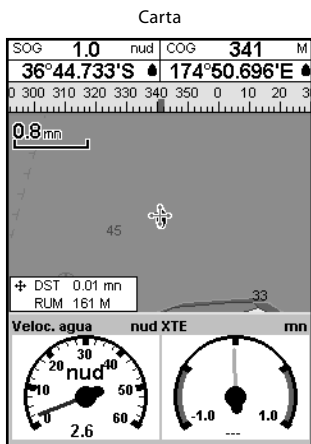 Carta
SOG 1.0 nud COG 341 M
36°44.733'S 174°50.696'E
0 300 310 320 330 340 350 0 10 20 3
0.8 mn
45
DST 0.01 mn
RUM 161 M
33
Veloc. agua nud XTE mn
0 10 20 30 40 50 60
nud
2.6
-1.0 1.0
---